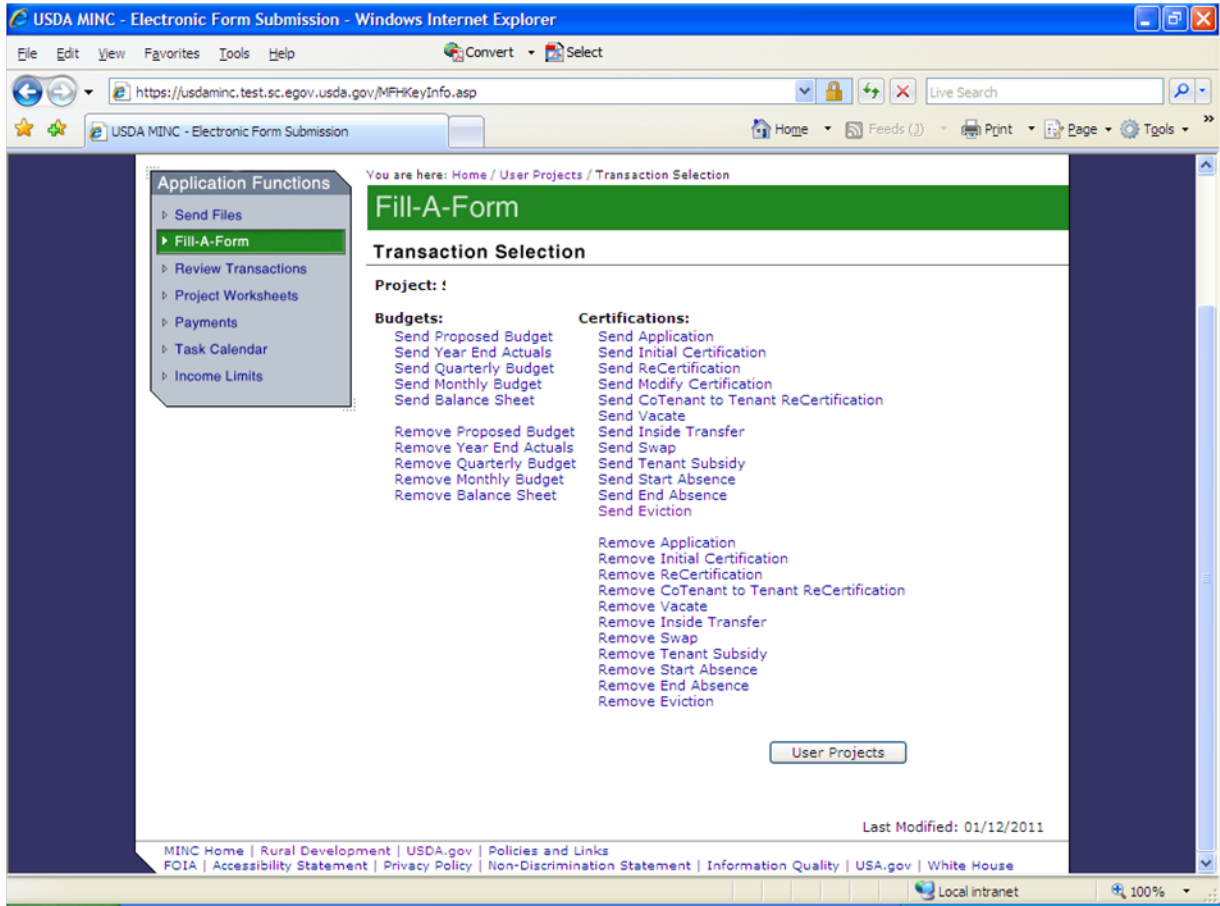 USDA MINC - Electronic Form Submission - Windows Internet Explorer
File Edit View Favorites Tools Help Convert Select
https://usdaminc.test.sc.egov.usda.gov/MFHKeyInfo.asp Live Search
USDA MINC - Electronic Form Submission Home Feeds (J) Print Page Tools »
Application Functions
Send Files
Fill-A-Form
Review Transactions
Project Worksheets
Payments
Task Calendar
Income Limits
You are here: Home / User Projects / Transaction Selection
Fill-A-Form
Transaction Selection
Project:
Budgets:
Send Proposed Budget
Send Year End Actuals
Send Quarterly Budget
Send Monthly Budget
Send Balance Sheet
Remove Proposed Budget
Remove Year End Actuals
Remove Quarterly Budget
Remove Monthly Budget
Remove Balance Sheet
Certifications:
Send Application
Send Initial Certification
Send ReCertification
Send Modify Certification
Send CoTenant to Tenant ReCertification
Send Vacate
Send Inside Transfer
Send Swap
Send Tenant Subsidy
Send Start Absence
Send End Absence
Send Eviction
Remove Application
Remove Initial Certification
Remove ReCertification
Remove CoTenant to Tenant ReCertification
Remove Vacate
Remove Inside Transfer
Remove Swap
Remove Tenant Subsidy
Remove Start Absence
Remove End Absence
Remove Eviction
User Projects
Last Modified: 01/12/2011
MINC Home | Rural Development | USDA.gov | Policies and Links
FOIA | Accessibility Statement | Privacy Policy | Non-Discrimination Statement | Information Quality | USA.gov | White House
Local intranet 100%